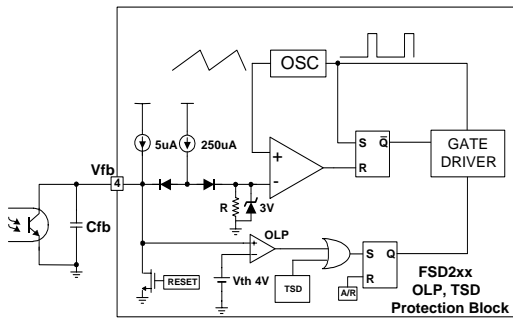 OSC
5uA
250uA
Vfb
4
+
-
S
Q̅
R
GATE
DRIVER
R
3V
Cfb
OLP
+
-
S
Q
R
RESET
Vth 4V
TSD
A/R
FSD2xx
OLP, TSD
Protection Block